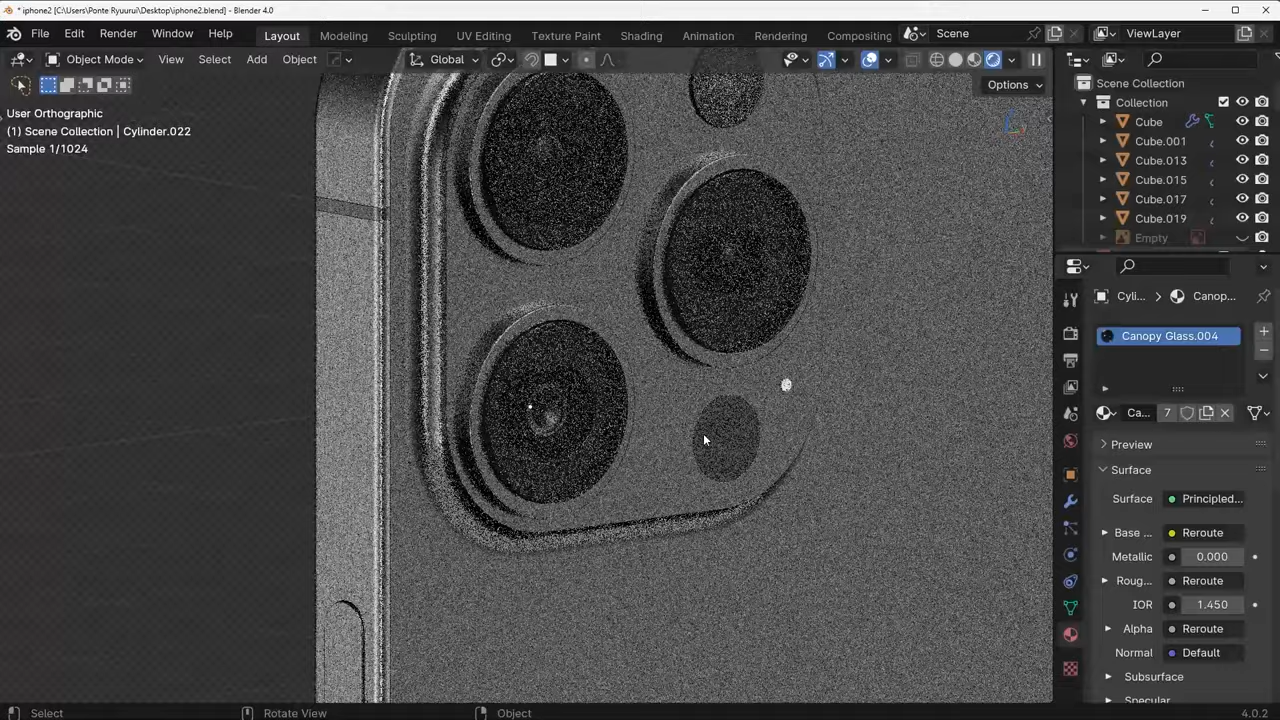 * iphone2 [C:\Users\Ponte Ryuurui\Desktop\iphone2.blend] - Blender 4.0
File Edit Render Window Help Layout Modeling Sculpting UV Editing Texture Paint Shading Animation Rendering Compositing Scene ViewLayer
Object Mode View Select Add Object Global
Options
User Orthographic
(1) Scene Collection | Cylinder.022
Sample 1/1024
Scene Collection
Collection
Cube
Cube.001
Cube.013
Cube.015
Cube.017
Cube.019
Empty
Cyli... > Canop...
Canopy Glass.004
Ca... 7
Preview
Surface
Surface Principled...
Base ... Reroute
Metallic 0.000
Roug... Reroute
IOR 1.450
Alpha Reroute
Normal Default
Subsurface
Specular
Select Rotate View Object 4.0.2